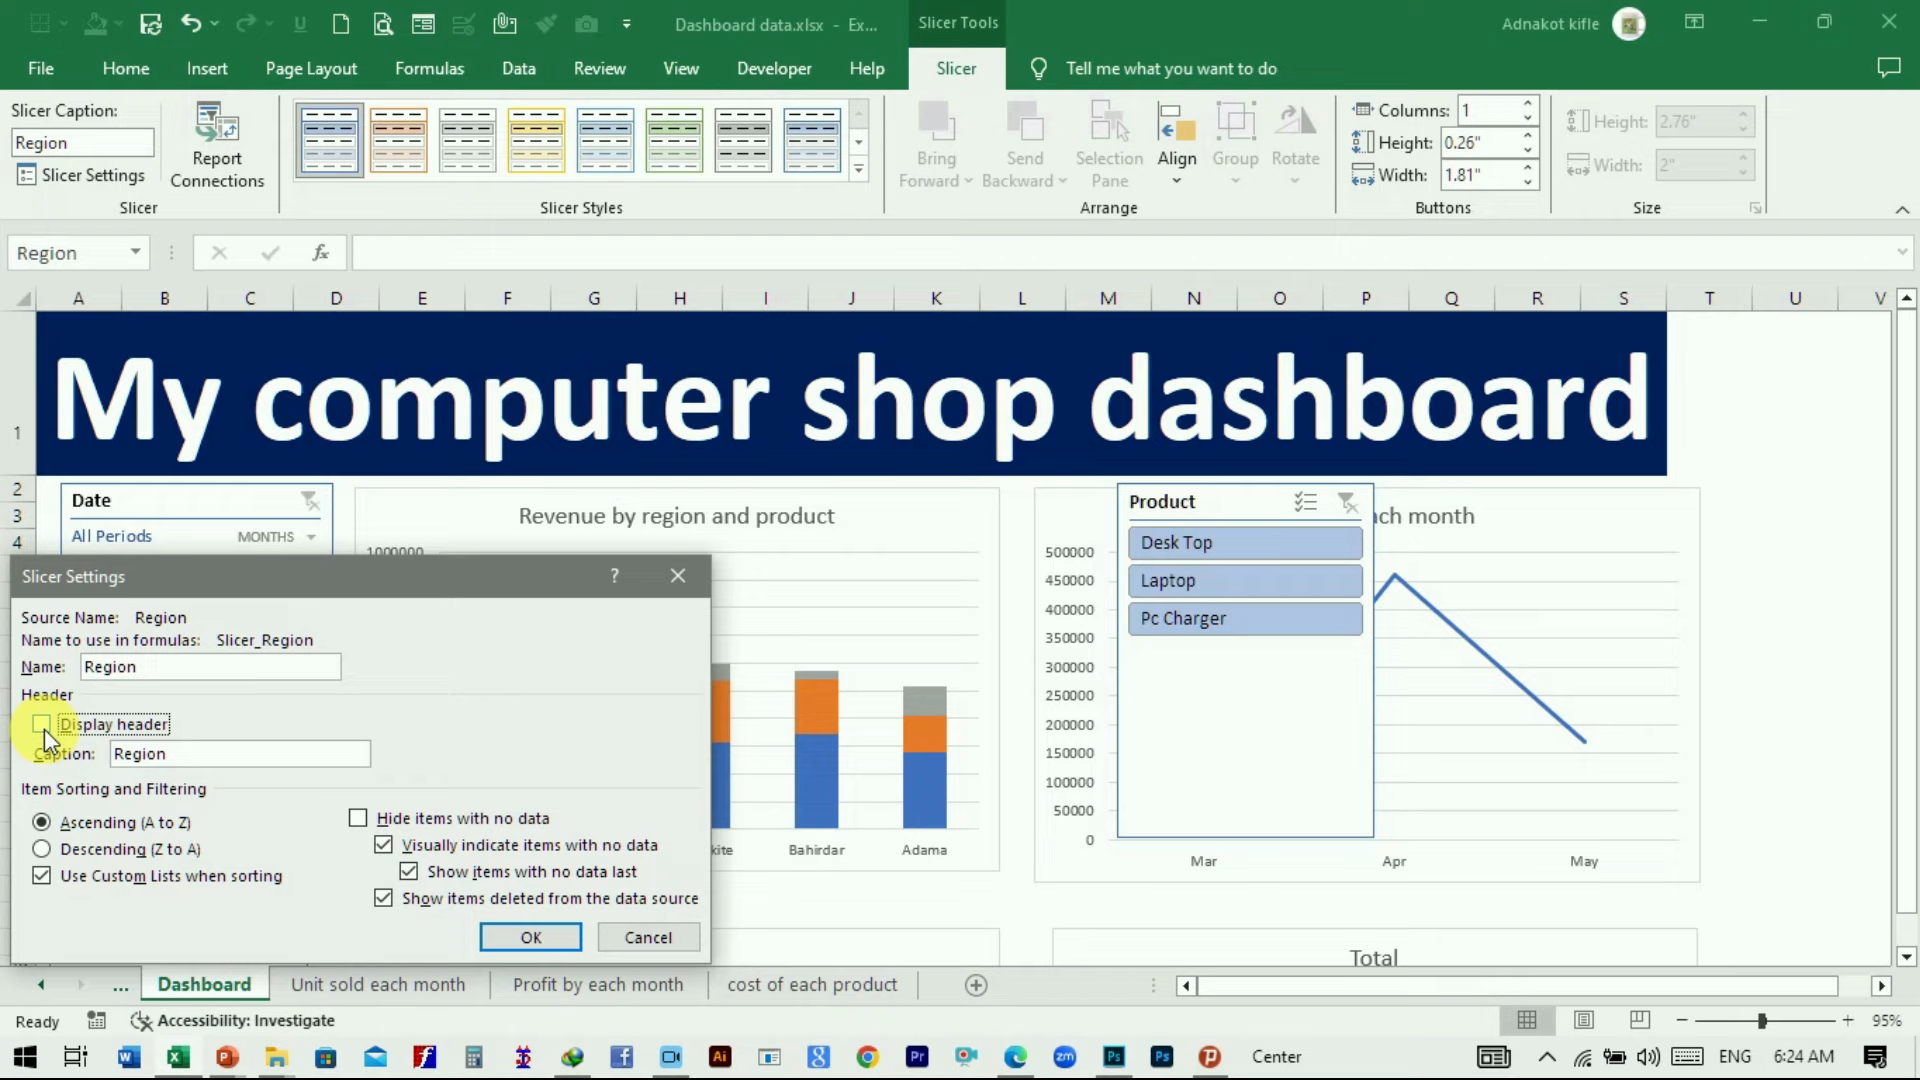 Dashboard data.xlsx - Ex...
Slicer Tools
Adnakot kifle
File Home Insert Page Layout Formulas Data Review View Developer Help Slicer Tell me what you want to do
Slicer Caption:
Region
Slicer Settings
Report
Connections
Slicer
Slicer Styles
Bring
Forward
Send
Backward
Selection
Pane
Align
Group
Rotate
Arrange
Columns: 1
Height: 0.26"
Width: 1.81"
Buttons
Height: 2.76"
Width: 2"
Size
Region
fx
A B C D E F G H I J K L M N O P Q R S T U V
1
My computer shop dashboard
2
3
4
Date
All Periods
MONTHS
Revenue by region and product
1000000
Product
Desk Top
Laptop
Pc Charger
ach month
500000
450000
400000
350000
300000
250000
200000
150000
100000
50000
0
Mar Apr May
kite Bahirdar Adama
Total
Slicer Settings
?
Source Name: Region
Name to use in formulas: Slicer_Region
Name: Region
Header
Display header
Caption: Region
Item Sorting and Filtering
Ascending (A to Z)
Descending (Z to A)
Use Custom Lists when sorting
Hide items with no data
Visually indicate items with no data
Show items with no data last
Show items deleted from the data source
OK
Cancel
... Dashboard Unit sold each month Profit by each month cost of each product
Ready
Accessibility: Investigate
95%
Center
ENG
6:24 AM